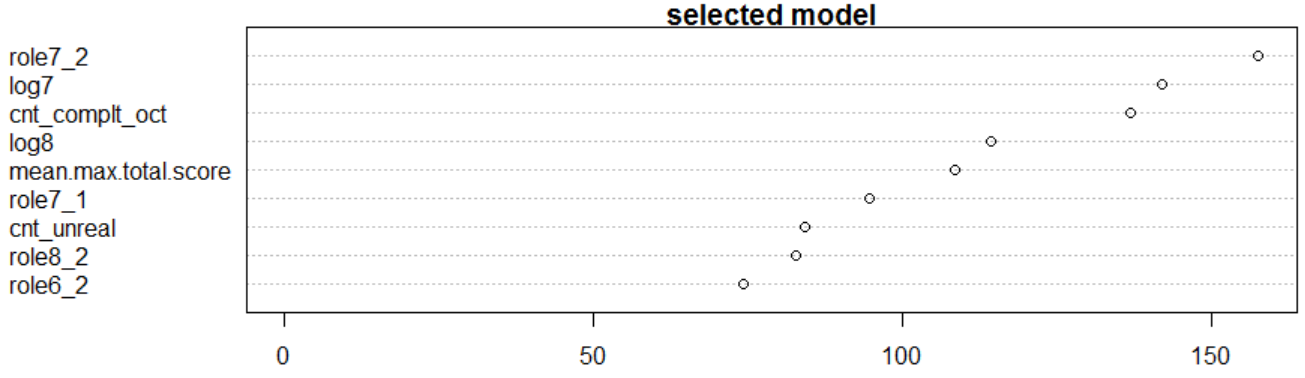 selected model
role7_2
log7
cnt_complt_oct
log8
mean.max.total.score
role7_1
cnt_unreal
role8_2
role6_2
0 50 100 150